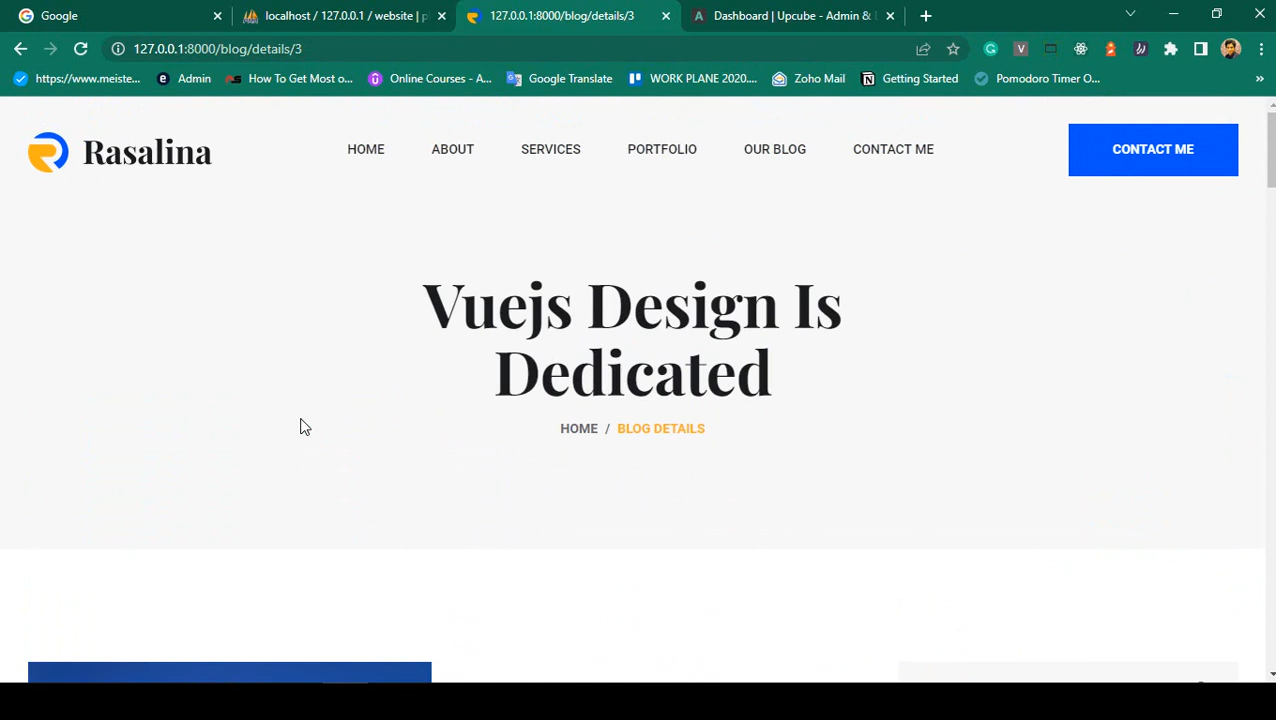 Google
localhost / 127.0.0.1 / website | p
127.0.0.1:8000/blog/details/3
Dashboard | Upcube - Admin &
127.0.0.1:8000/blog/details/3
https://www.meiste...
Admin
How To Get Most o...
Online Courses - A...
Google Translate
WORK PLANE 2020....
Zoho Mail
Getting Started
Pomodoro Timer O...
»
Rasalina
HOME
ABOUT
SERVICES
PORTFOLIO
OUR BLOG
CONTACT ME
CONTACT ME
Vuejs Design Is
Dedicated
HOME / BLOG DETAILS